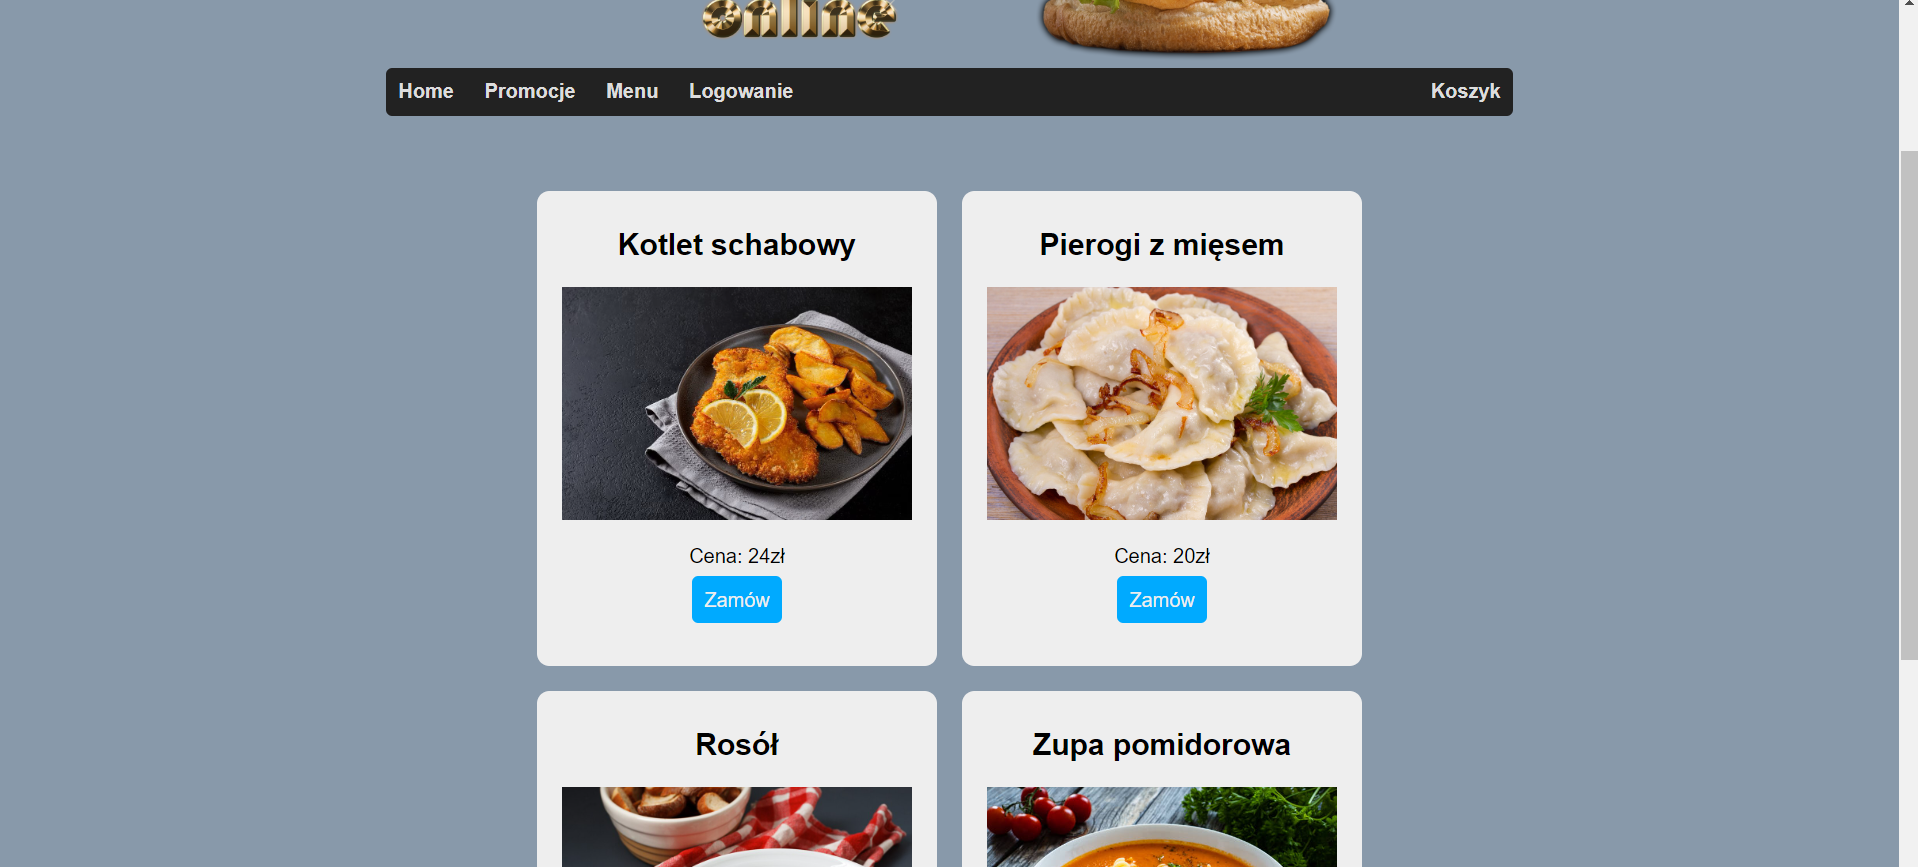 online
Home Promocje Menu Logowanie Koszyk
Kotlet schabowy
Pierogi z mięsem
Cena: 24zł
Cena: 20zł
Zamów
Zamów
Rosół
Zupa pomidorowa